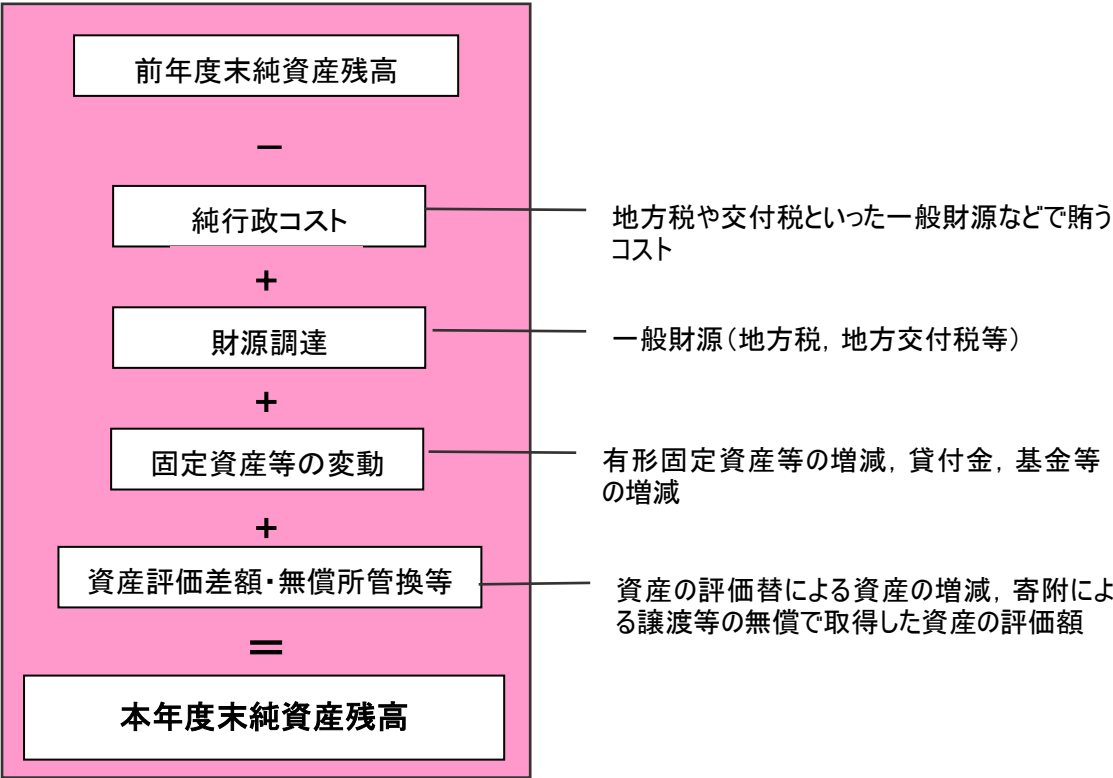 前年度末純資産残高
－
純行政コスト
地方税や交付税といった一般財源などで賄う
コスト
＋
財源調達
一般財源（地方税，地方交付税等）
＋
固定資産等の変動
有形固定資産等の増減，貸付金，基金等
の増減
＋
資産評価差額・無償所管換等
資産の評価替による資産の増減，寄附によ
る譲渡等の無償で取得した資産の評価額
＝
本年度末純資産残高